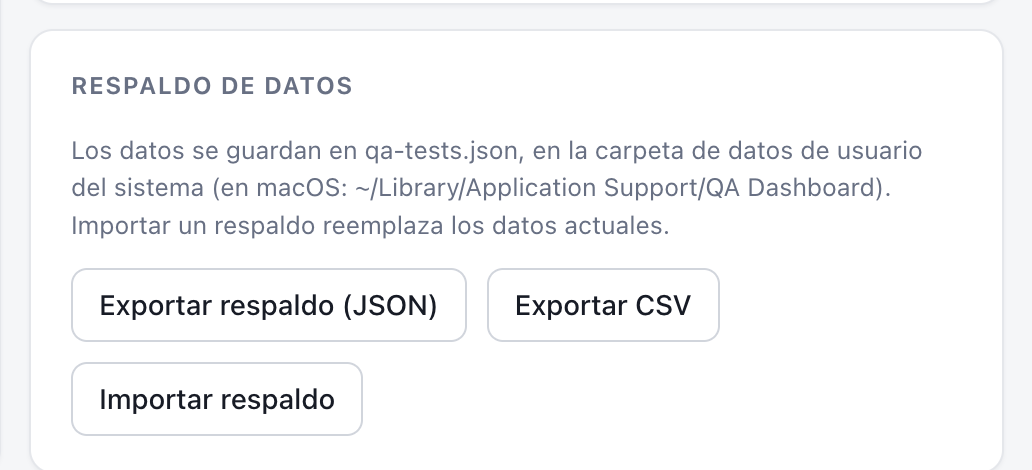 RESPALDO DE DATOS
Los datos se guardan en qa-tests.json, en la carpeta de datos de usuario
del sistema (en macOS: ~/Library/Application Support/QA Dashboard).
Importar un respaldo reemplaza los datos actuales.
Exportar respaldo (JSON)
Exportar CSV
Importar respaldo